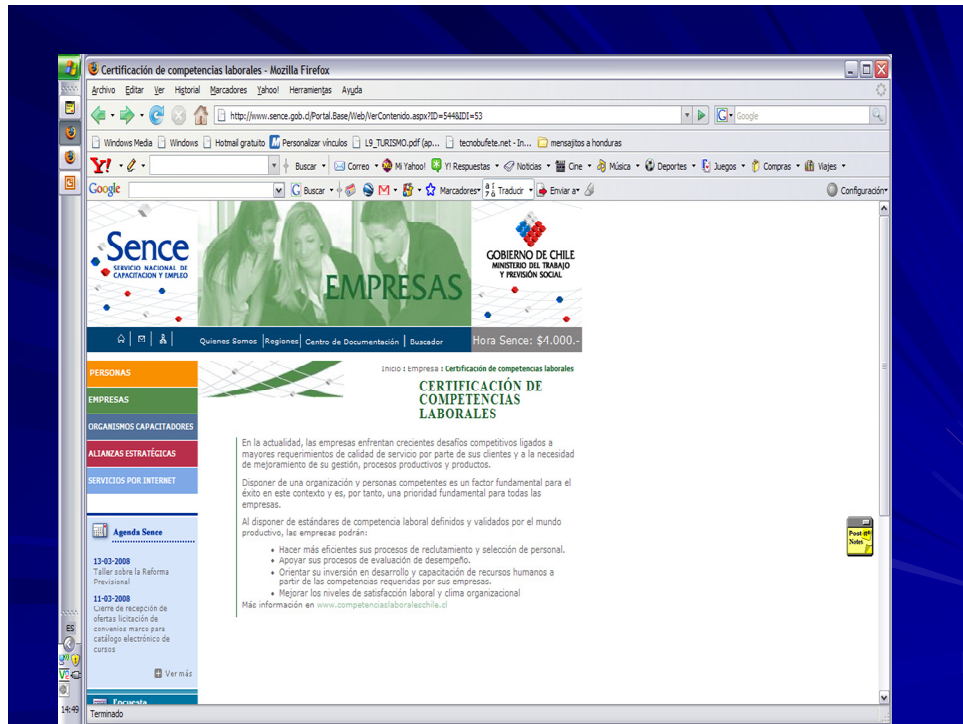 Certificación de competencias laborales - Mozilla Firefox
Archivo Editar Ver Historial Marcadores Yahoo! Herramientas Ayuda
http://www.sence.gob.cl/Portal.Base/Web/VerContenido.aspx?ID=544&IDI=53
Google
Windows Media Windows Hotmail gratuito Personalizar vínculos L9_TURISMO.pdf (ap... tecnobufete.net - In... mensajitos a honduras
Y! Buscar Correo Mi Yahoo! Y! Respuestas Noticias Cine Música Deportes Juegos Compras Viajes
Google Buscar Marcadores Traducir Enviar a Configuración
Sence
SERVICIO NACIONAL DE
CAPACITACION Y EMPLEO
EMPRESAS
GOBIERNO DE CHILE
MINISTERIO DEL TRABAJO
Y PREVISIÓN SOCIAL
Quienes Somos Regiones Centro de Documentación Buscador
Hora Sence: $4.000.-
PERSONAS
EMPRESAS
ORGANISMOS CAPACITADORES
ALIANZAS ESTRATÉGICAS
SERVICIOS POR INTERNET
Agenda Sence
13-03-2008
Taller sobre la Reforma
Previsional
11-03-2008
Cierre de recepción de
ofertas licitación de
convenios marco para
catálogo electrónico de
cursos
Ver más
Encuesta
Inicio : Empresa : Certificación de competencias laborales
CERTIFICACIÓN DE
COMPETENCIAS
LABORALES
En la actualidad, las empresas enfrentan crecientes desafíos competitivos ligados a
mayores requerimientos de calidad de servicio por parte de sus clientes y a la necesidad
de mejoramiento de su gestión, procesos productivos y productos.
Disponer de una organización y personas competentes es un factor fundamental para el
éxito en este contexto y es, por tanto, una prioridad fundamental para todas las
empresas.
Al disponer de estándares de competencia laboral definidos y validados por el mundo
productivo, las empresas podrán:
• Hacer más eficientes sus procesos de reclutamiento y selección de personal.
• Apoyar sus procesos de evaluación de desempeño.
• Orientar su inversión en desarrollo y capacitación de recursos humanos a
partir de las competencias requeridas por sus empresas.
• Mejorar los niveles de satisfacción laboral y clima organizacional
Más información en www.competenciaslaboraleschile.cl
Post-it®
Notes
ES
14:49
Terminado